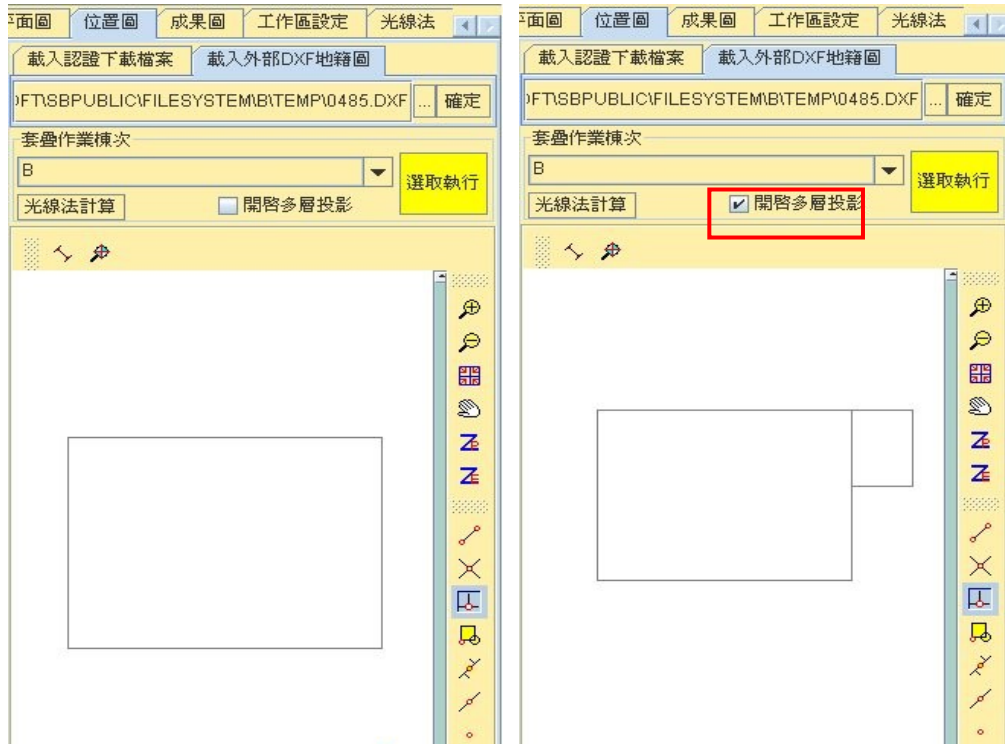 平面圖 位置圖 成果圖 工作區設定 光線法
載入認證下載檔案 載入外部DXF地籍圖
)FT\SBPUBLIC\FILESYSTEM\B\TEMP\0485.DXF ... 確定
套疊作業棟次
B
選取執行
光線法計算 開啓多層投影
平面圖 位置圖 成果圖 工作區設定 光線法
載入認證下載檔案 載入外部DXF地籍圖
)FT\SBPUBLIC\FILESYSTEM\B\TEMP\0485.DXF ... 確定
套疊作業棟次
B
選取執行
光線法計算 開啓多層投影